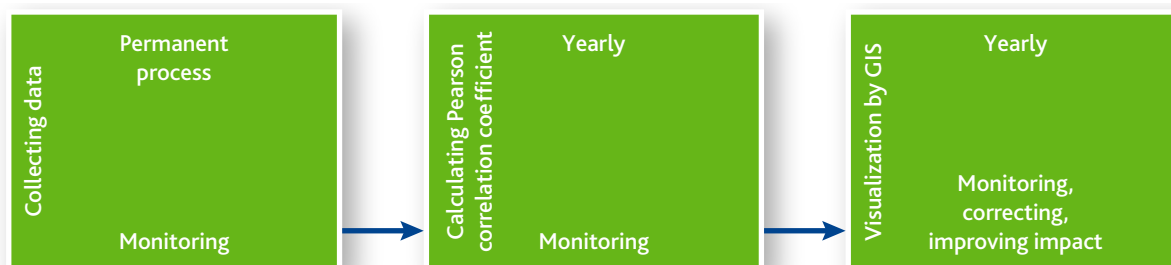 Collecting data
Permanent
process
Monitoring
Calculating Pearson
correlation coefficient
Yearly
Monitoring
Visualization by GIS
Yearly
Monitoring,
correcting,
improving impact